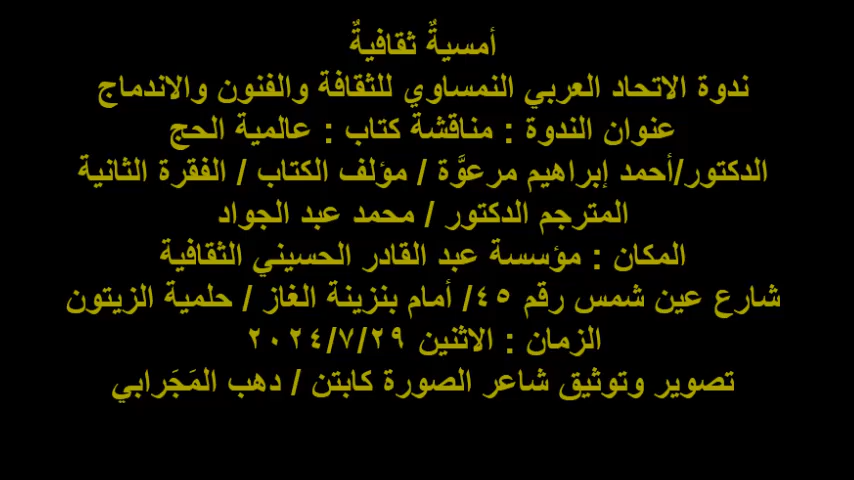 أمسيةٌ ثقافيةٌ
ندوة الاتحاد العربي النمساوي للثقافة والفنون والاندماج
عنوان الندوة : مناقشة كتاب : عالمية الحج
الدكتور/أحمد إبراهيم مرعوَّة / مؤلف الكتاب / الفقرة الثانية
المترجم الدكتور / محمد عبد الجواد
المكان : مؤسسة عبد القادر الحسيني الثقافية
شارع عين شمس رقم ٤٥/ أمام بنزينة الغاز / حلمية الزيتون
الزمان : الاثنين ٢٠٢٤/٧/٢٩
تصوير وتوثيق شاعر الصورة كابتن / دهب المَجَرابي